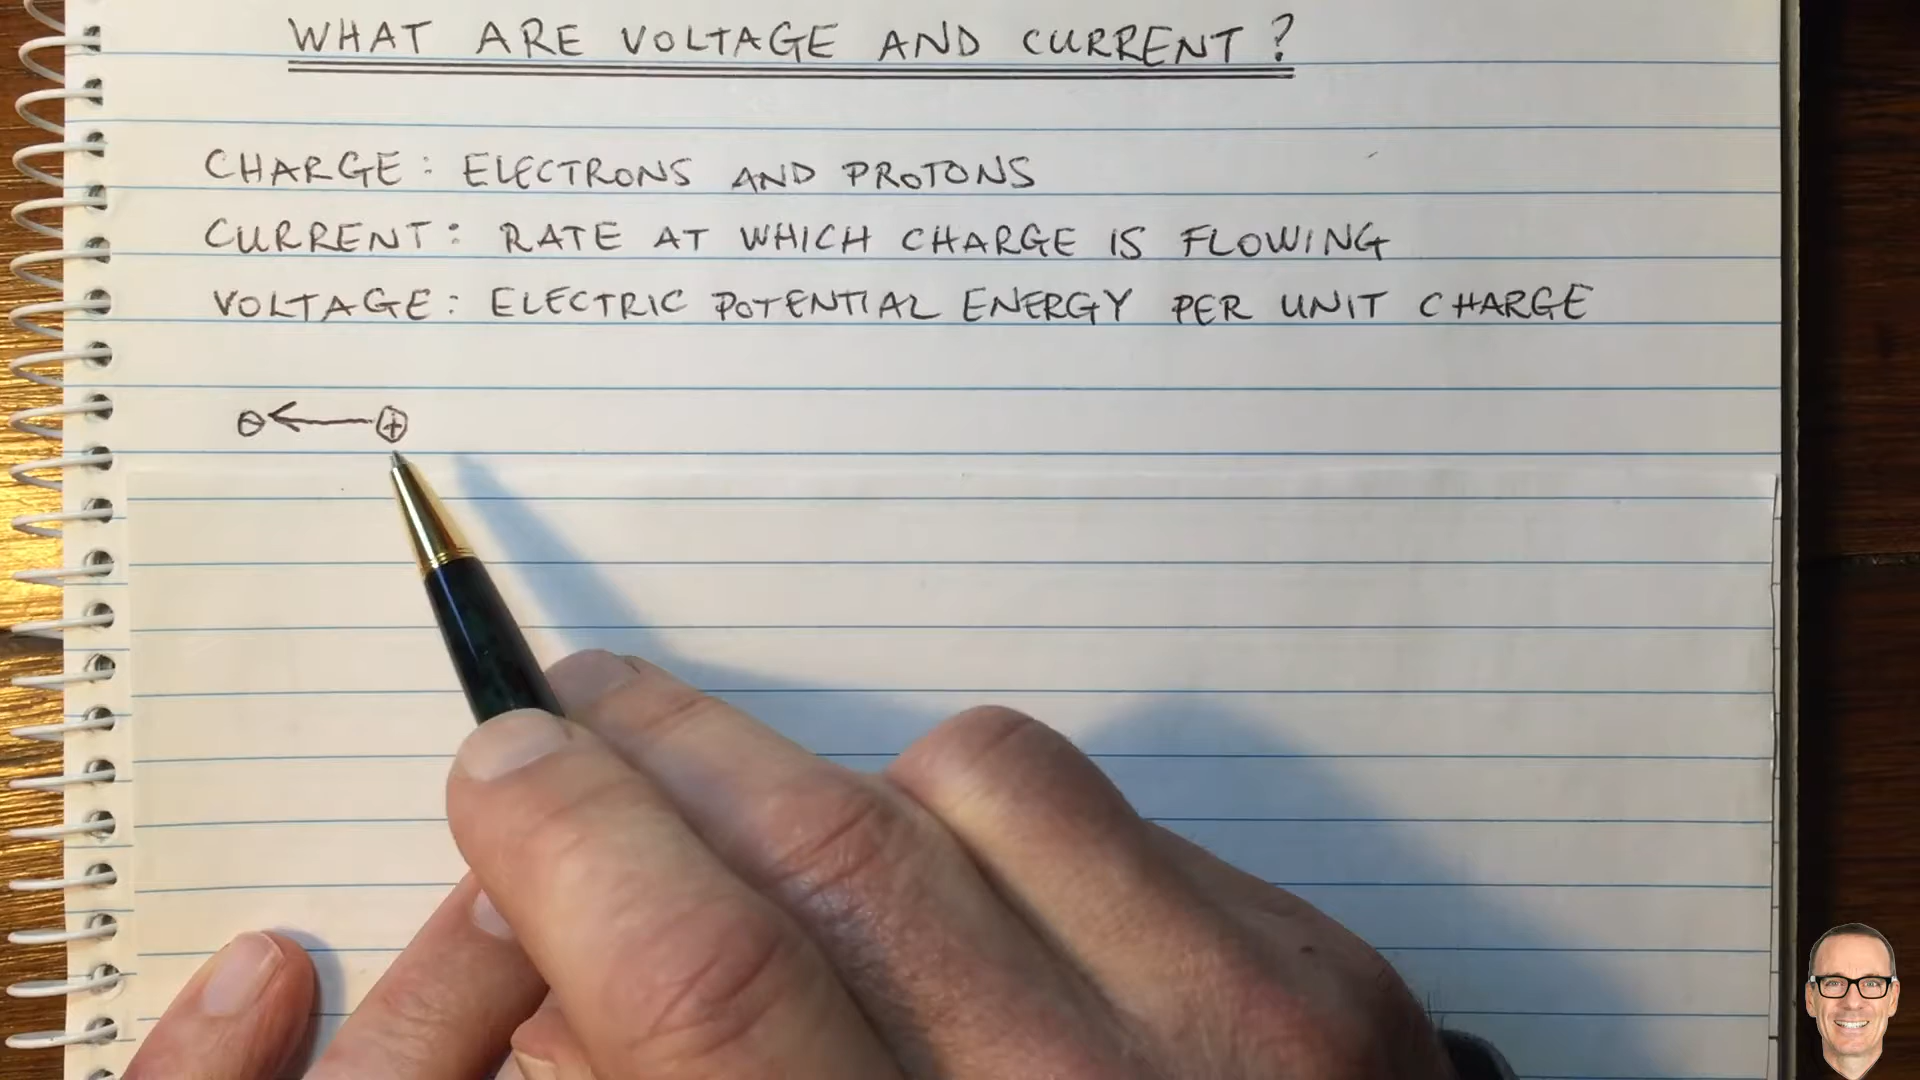 WHAT ARE VOLTAGE AND CURRENT?
CHARGE: ELECTRONS AND PROTONS
CURRENT: RATE AT WHICH CHARGE IS FLOWING
VOLTAGE: ELECTRIC POTENTIAL ENERGY PER UNIT CHARGE
⊖←⊕